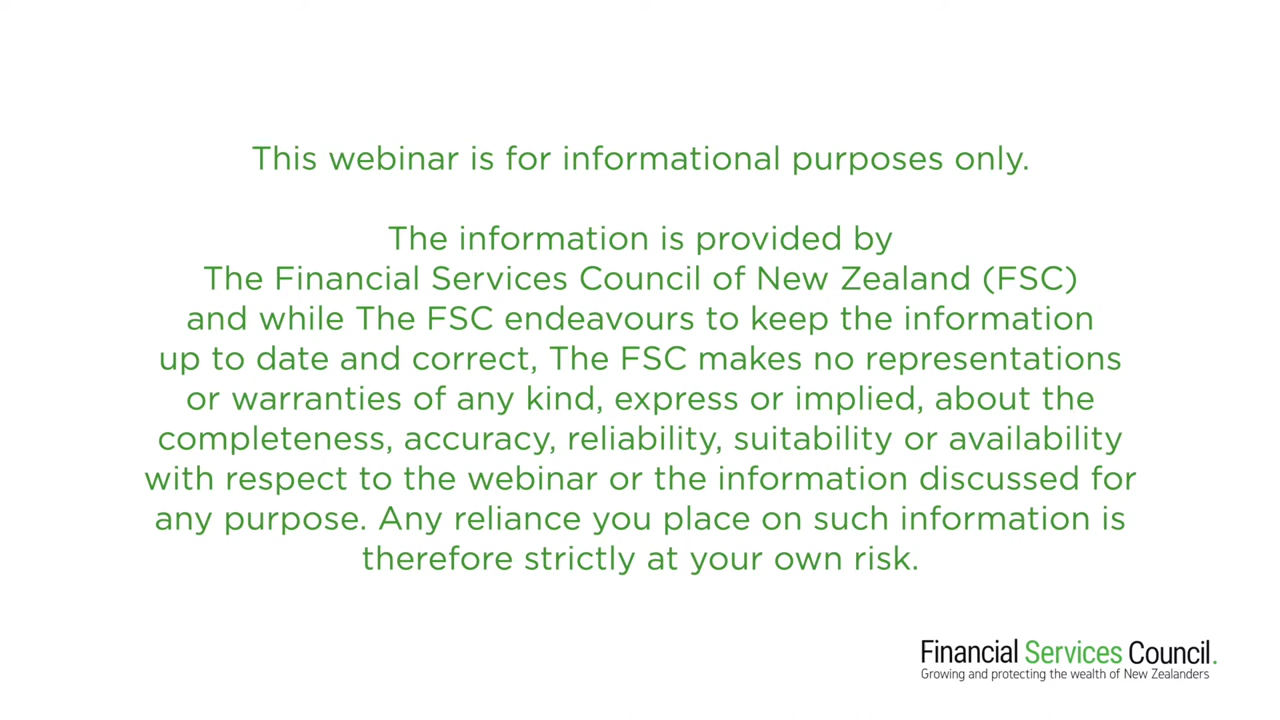 This webinar is for informational purposes only.
The information is provided by
The Financial Services Council of New Zealand (FSC)
and while The FSC endeavours to keep the information
up to date and correct, The FSC makes no representations
or warranties of any kind, express or implied, about the
completeness, accuracy, reliability, suitability or availability
with respect to the webinar or the information discussed for
any purpose. Any reliance you place on such information is
therefore strictly at your own risk.
Financial Services Council.
Growing and protecting the wealth of New Zealanders